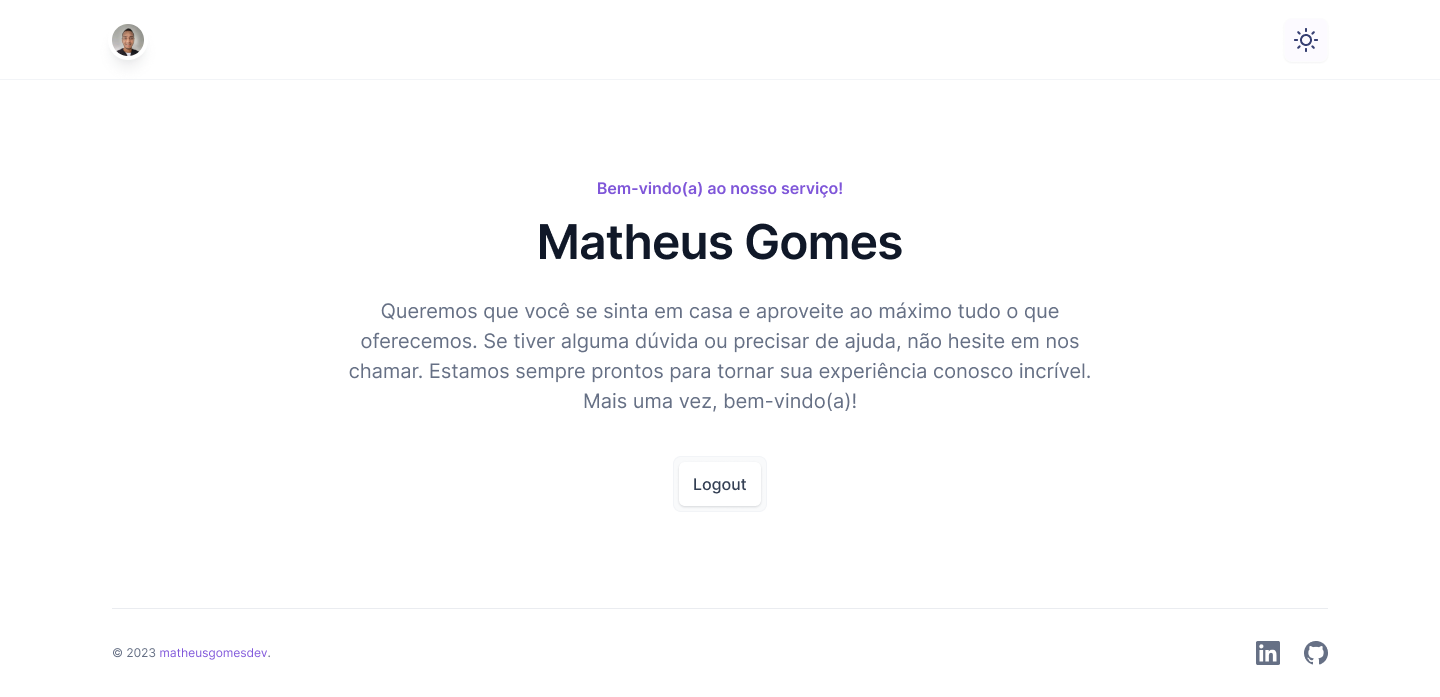 Bem-vindo(a) ao nosso serviço!
Matheus Gomes
Queremos que você se sinta em casa e aproveite ao máximo tudo o que
oferecemos. Se tiver alguma dúvida ou precisar de ajuda, não hesite em nos
chamar. Estamos sempre prontos para tornar sua experiência conosco incrível.
Mais uma vez, bem-vindo(a)!
Logout
© 2023 matheusgomesdev.
in